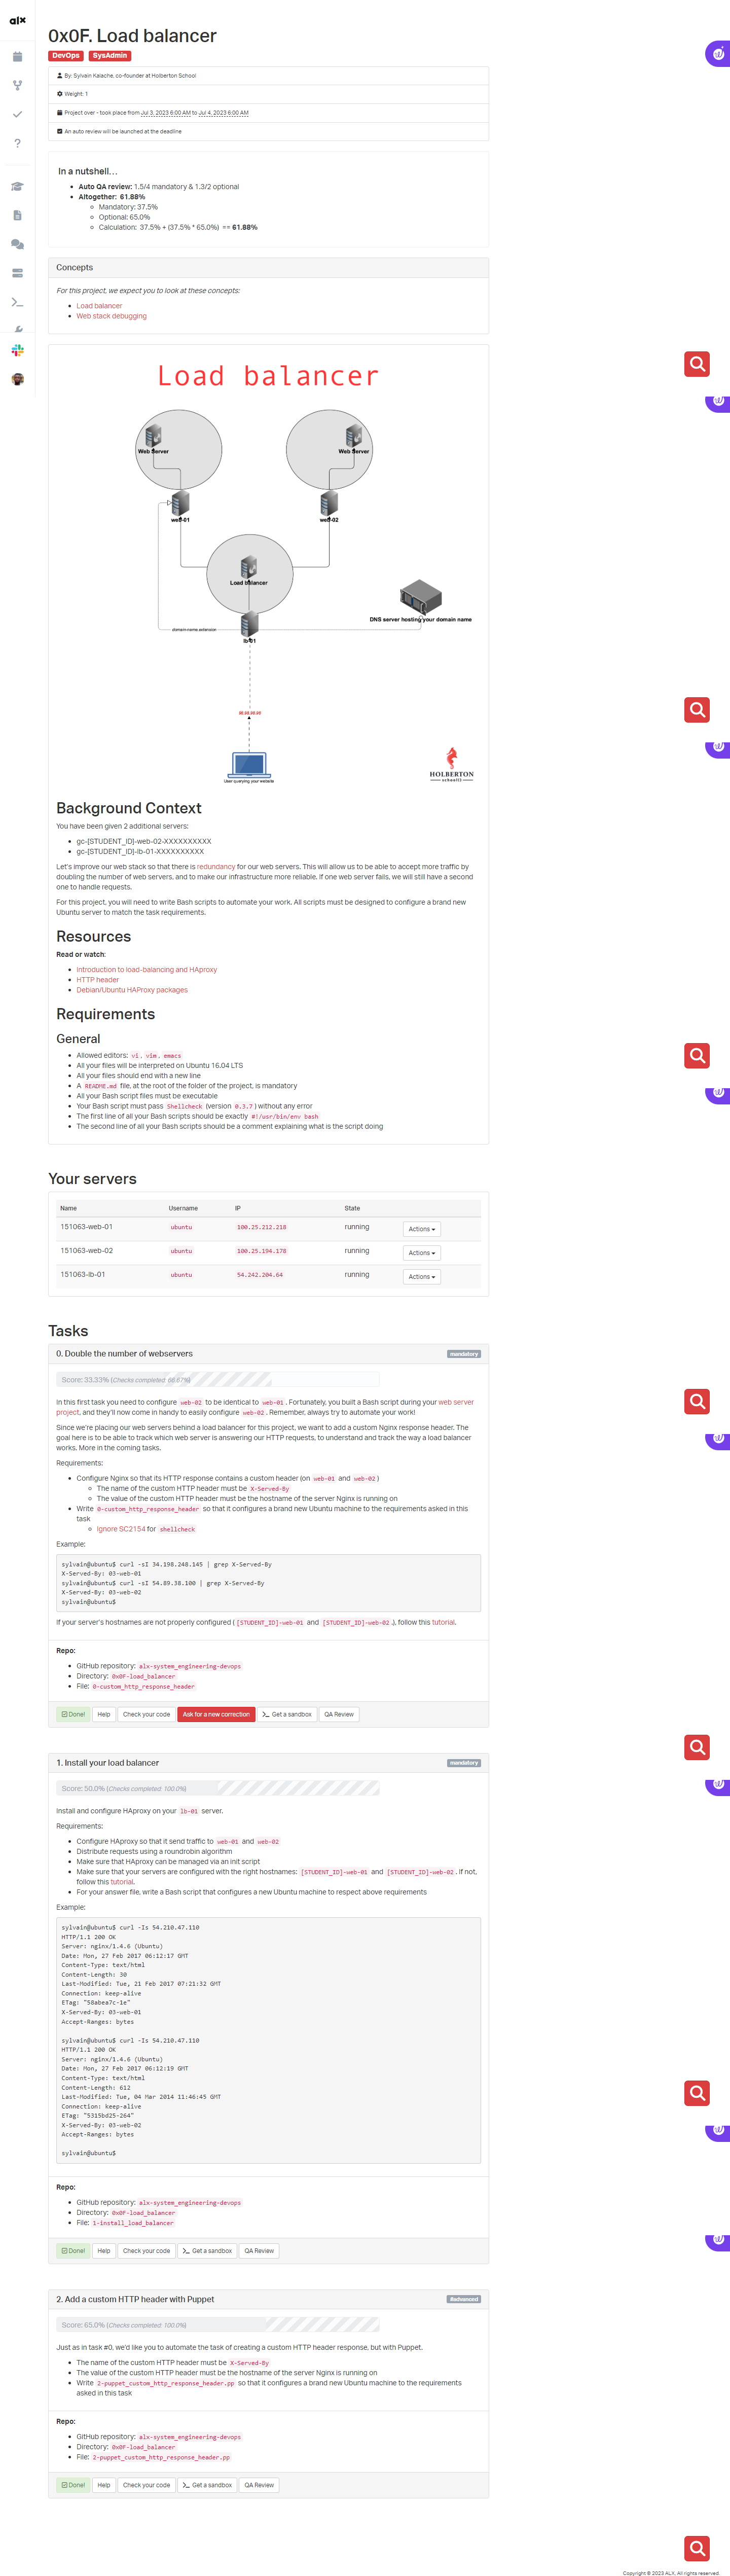 alx
0x0F. Load balancer
DevOps SysAdmin
By: Sylvain Kalache, co-founder at Holberton School
Weight: 1
Project over - took place from Jul 3, 2023 6:00 AM to Jul 4, 2023 6:00 AM
An auto review will be launched at the deadline
In a nutshell…
Auto QA review: 1.5/4 mandatory & 1.3/2 optional
Altogether: 61.88%
Mandatory: 37.5%
Optional: 65.0%
Calculation: 37.5% + (37.5% * 65.0%) == 61.88%
Concepts
For this project, we expect you to look at these concepts:
Load balancer
Web stack debugging
Load balancer
Web Server
Web Server
web-01
web-02
Load balancer
DNS server hosting your domain name
domain name extension
lb-01
User querying your website
HOLBERTON
school()
Background Context
You have been given 2 additional servers:
gc-[STUDENT_ID]-web-02-XXXXXXXXXX
gc-[STUDENT_ID]-lb-01-XXXXXXXXXX
Let's improve our web stack so that there is redundancy for our web servers. This will allow us to be able to accept more traffic by
doubling the number of web servers, and to make our infrastructure more reliable. If one web server fails, we will still have a second
one to handle requests.
For this project, you will need to write Bash scripts to automate your work. All scripts must be designed to configure a brand new
Ubuntu server to match the task requirements.
Resources
Read or watch:
Introduction to load-balancing and HAproxy
HTTP header
Debian/Ubuntu HAProxy packages
Requirements
General
Allowed editors: vi, vim, emacs
All your files will be interpreted on Ubuntu 16.04 LTS
All your files should end with a new line
A README.md file, at the root of the folder of the project, is mandatory
All your Bash script files must be executable
Your Bash script must pass Shellcheck (version 0.3.7) without any error
The first line of all your Bash scripts should be exactly #!/usr/bin/env bash
The second line of all your Bash scripts should be a comment explaining what is the script doing
Your servers
Name Username IP State
151063-web-01 ubuntu 100.25.212.218 running Actions
151063-web-02 ubuntu 100.25.194.178 running Actions
151063-lb-01 ubuntu 54.242.204.64 running Actions
Tasks
0. Double the number of webservers mandatory
Score: 33.33% (Checks completed: 66.67%)
In this first task you need to configure web-02 to be identical to web-01. Fortunately, you built a Bash script during your web server
project, and they'll now come in handy to easily configure web-02. Remember, always try to automate your work!
Since we're placing our web servers behind a load balancer for this project, we want to add a custom Nginx response header. The
goal here is to be able to track which web server is answering our HTTP requests, to understand and track the way a load balancer
works. More in the coming tasks.
Requirements:
Configure Nginx so that its HTTP response contains a custom header (on web-01 and web-02)
The name of the custom HTTP header must be X-Served-By
The value of the custom HTTP header must be the hostname of the server Nginx is running on
Write 0-custom_http_response_header so that it configures a brand new Ubuntu machine to the requirements asked in this
task
Ignore SC2154 for shellcheck
Example:
sylvain@ubuntu$ curl -sI 34.198.248.145 | grep X-Served-By
X-Served-By: 03-web-01
sylvain@ubuntu$ curl -sI 54.89.38.100 | grep X-Served-By
X-Served-By: 03-web-02
sylvain@ubuntu$
If your server's hostnames are not properly configured ([STUDENT_ID]-web-01 and [STUDENT_ID]-web-02.), follow this tutorial.
Repo:
GitHub repository: alx-system_engineering-devops
Directory: 0x0F-load_balancer
File: 0-custom_http_response_header
Done! Help Check your code Ask for a new correction Get a sandbox QA Review
1. Install your load balancer mandatory
Score: 50.0% (Checks completed: 100.0%)
Install and configure HAproxy on your lb-01 server.
Requirements:
Configure HAproxy so that it send traffic to web-01 and web-02
Distribute requests using a roundrobin algorithm
Make sure that HAproxy can be managed via an init script
Make sure that your servers are configured with the right hostnames: [STUDENT_ID]-web-01 and [STUDENT_ID]-web-02. If not,
follow this tutorial.
For your answer file, write a Bash script that configures a new Ubuntu machine to respect above requirements
Example:
sylvain@ubuntu$ curl -Is 54.210.47.110
HTTP/1.1 200 OK
Server: nginx/1.4.6 (Ubuntu)
Date: Mon, 27 Feb 2017 06:12:17 GMT
Content-Type: text/html
Content-Length: 30
Last-Modified: Tue, 21 Feb 2017 07:21:32 GMT
Connection: keep-alive
ETag: "58abea7c-1e"
X-Served-By: 03-web-01
Accept-Ranges: bytes
sylvain@ubuntu$ curl -Is 54.210.47.110
HTTP/1.1 200 OK
Server: nginx/1.4.6 (Ubuntu)
Date: Mon, 27 Feb 2017 06:12:19 GMT
Content-Type: text/html
Content-Length: 612
Last-Modified: Tue, 04 Mar 2014 11:46:45 GMT
Connection: keep-alive
ETag: "5315bd25-264"
X-Served-By: 03-web-02
Accept-Ranges: bytes
sylvain@ubuntu$
Repo:
GitHub repository: alx-system_engineering-devops
Directory: 0x0F-load_balancer
File: 1-install_load_balancer
Done! Help Check your code Get a sandbox QA Review
2. Add a custom HTTP header with Puppet #advanced
Score: 65.0% (Checks completed: 100.0%)
Just as in task #0, we'd like you to automate the task of creating a custom HTTP header response, but with Puppet.
The name of the custom HTTP header must be X-Served-By
The value of the custom HTTP header must be the hostname of the server Nginx is running on
Write 2-puppet_custom_http_response_header.pp so that it configures a brand new Ubuntu machine to the requirements
asked in this task
Repo:
GitHub repository: alx-system_engineering-devops
Directory: 0x0F-load_balancer
File: 2-puppet_custom_http_response_header.pp
Done! Help Check your code Get a sandbox QA Review
Copyright © 2023 ALX, All rights reserved.